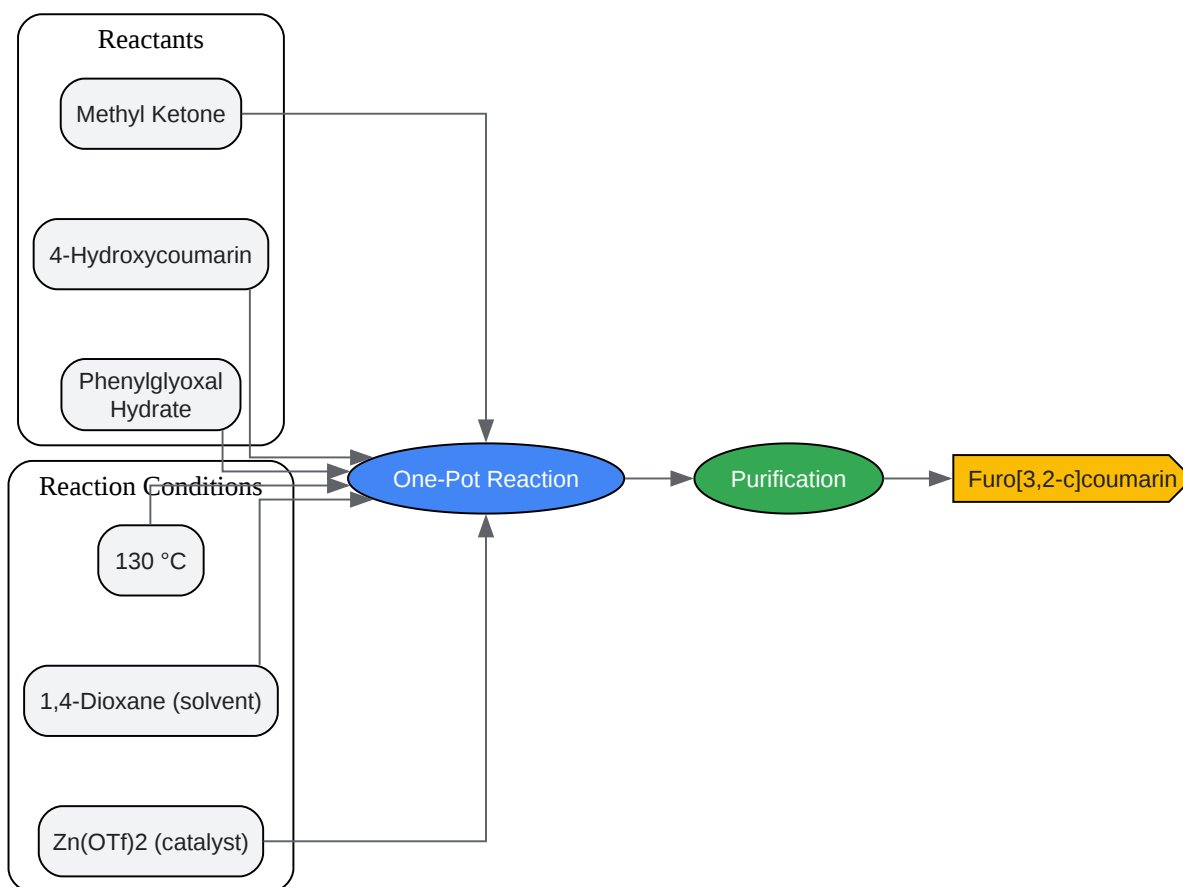 Reactants
Methyl Ketone
4-Hydroxycoumarin
Phenylglyoxal
Hydrate
Reaction Conditions
130 °C
1,4-Dioxane (solvent)
Zn(OTf)2 (catalyst)
One-Pot Reaction
Purification
Furo[3,2-c]coumarin